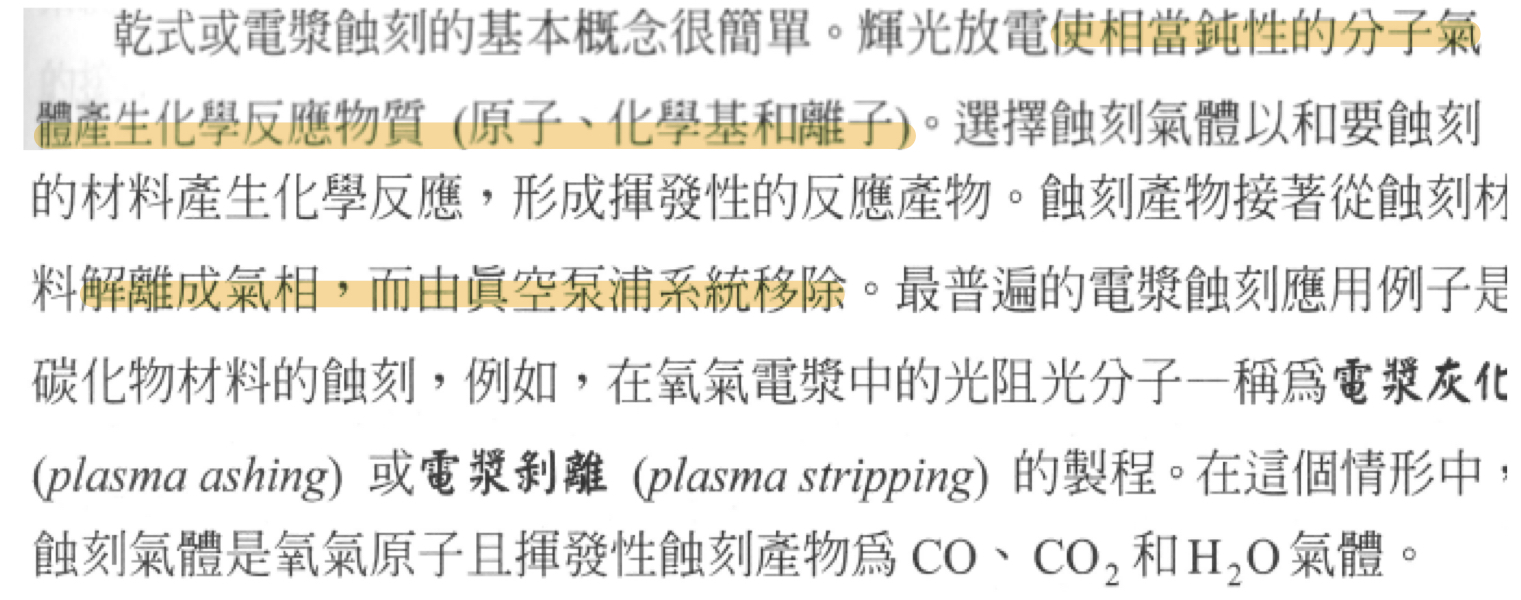 乾式或電漿蝕刻的基本概念很簡單。輝光放電使相當鈍性的分子氣
體產生化學反應物質 (原子、化學基和離子)。選擇蝕刻氣體以和要蝕刻
的材料產生化學反應，形成揮發性的反應產物。蝕刻產物接著從蝕刻材
料解離成氣相，而由眞空泵浦系統移除。最普遍的電漿蝕刻應用例子是
碳化物材料的蝕刻，例如，在氧氣電漿中的光阻光分子—稱爲電漿灰化
(plasma ashing) 或電漿剝離 (plasma stripping) 的製程。在這個情形中，
蝕刻氣體是氧氣原子且揮發性蝕刻產物爲 CO、CO₂ 和 H₂O 氣體。